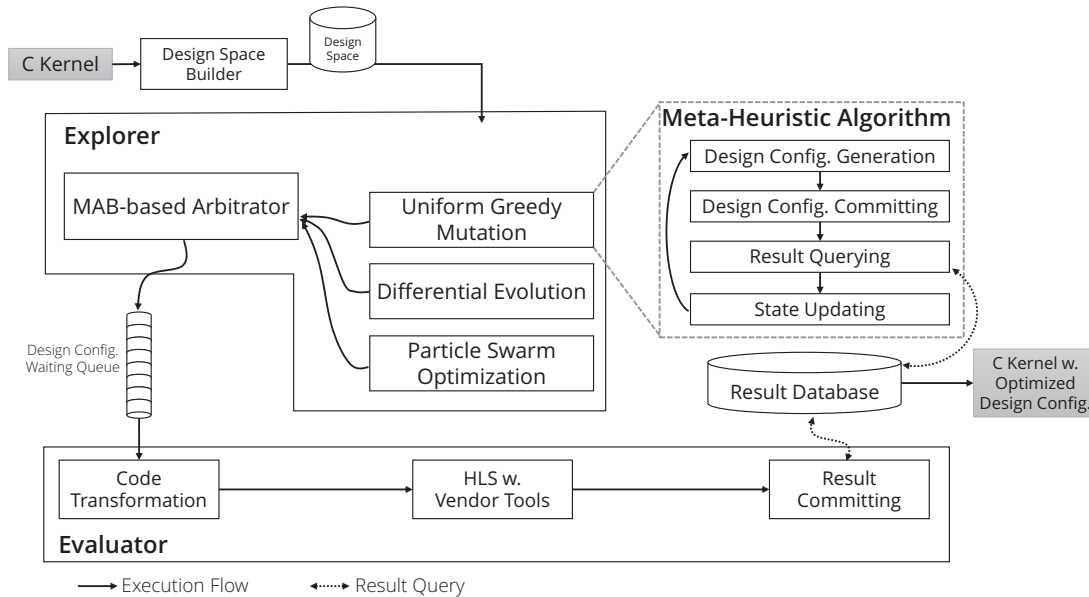 Design
Space
C Kernel
Design Space
Builder
Explorer
MAB-based Arbitrator
Uniform Greedy
Mutation
Differential Evolution
Particle Swarm
Optimization
Meta-Heuristic Algorithm
Design Config. Generation
Design Config. Committing
Result Querying
State Updating
Design Config.
Waiting Queue
Result Database
C Kernel w.
Optimized
Design Config.
Code
Transformation
HLS w.
Vendor Tools
Result
Committing
Evaluator
Execution Flow
Result Query